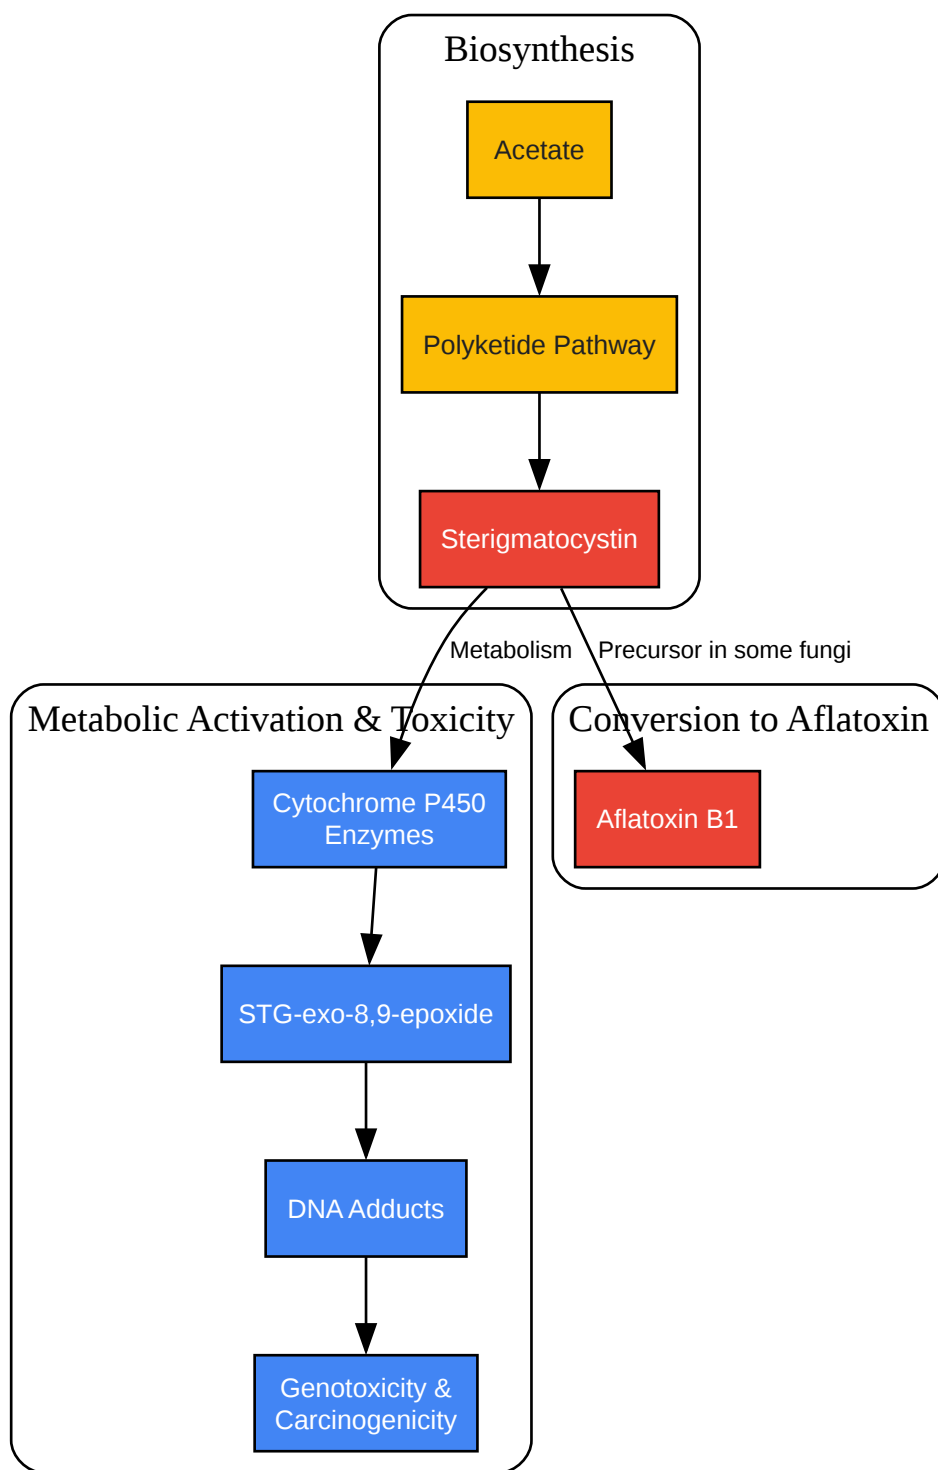 Biosynthesis
Acetate
Polyketide Pathway
Sterigmatocystin
Metabolism
Precursor in some fungi
Metabolic Activation & Toxicity
Cytochrome P450
Enzymes
STG-exo-8,9-epoxide
DNA Adducts
Genotoxicity &
Carcinogenicity
Conversion to Aflatoxin
Aflatoxin B1